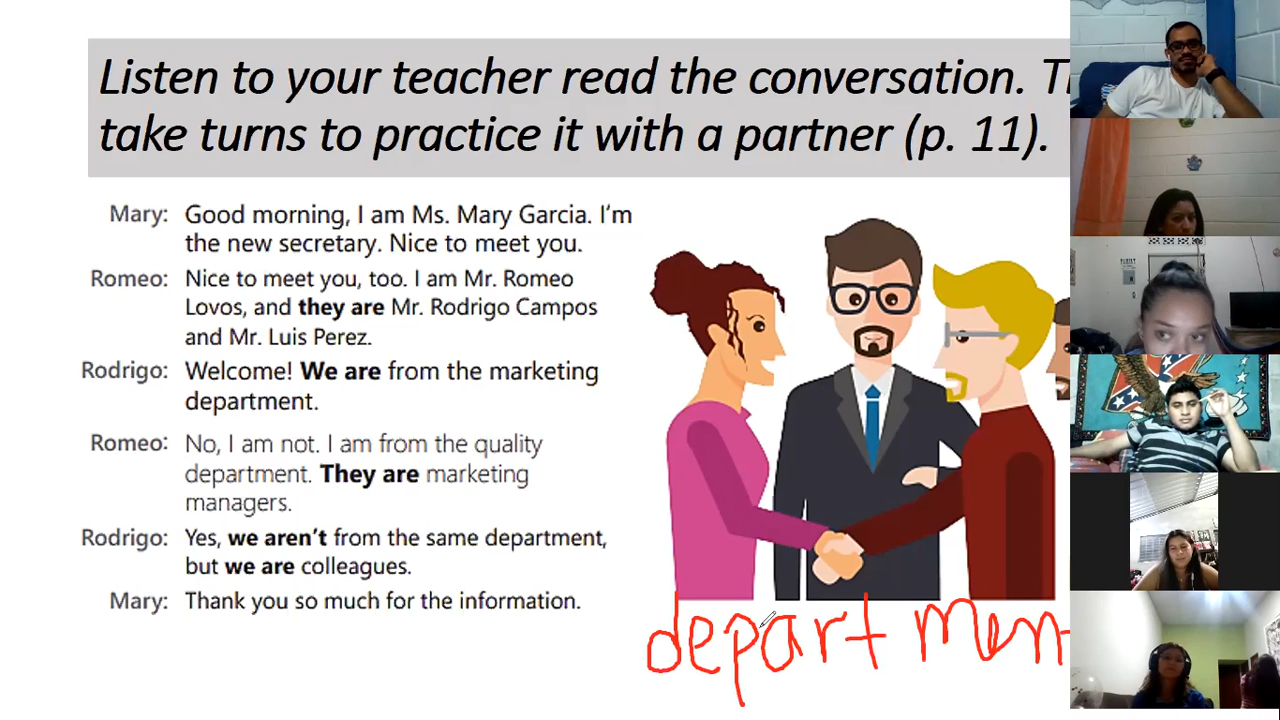 Listen to your teacher read the conversation. T
take turns to practice it with a partner (p. 11).
Mary: Good morning, I am Ms. Mary Garcia. I'm
the new secretary. Nice to meet you.
Romeo: Nice to meet you, too. I am Mr. Romeo
Lovos, and they are Mr. Rodrigo Campos
and Mr. Luis Perez.
Rodrigo: Welcome! We are from the marketing
department.
Romeo: No, I am not. I am from the quality
department. They are marketing
managers.
Rodrigo: Yes, we aren't from the same department,
but we are colleagues.
Mary: Thank you so much for the information.
depart men